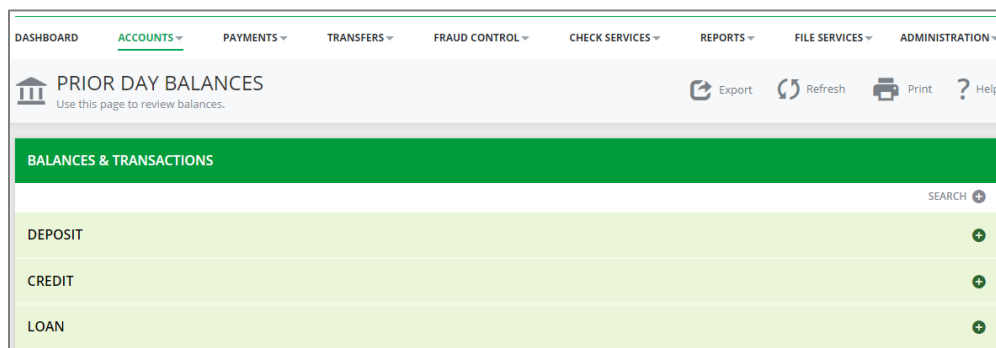 DASHBOARD ACCOUNTS PAYMENTS TRANSFERS FRAUD CONTROL CHECK SERVICES REPORTS FILE SERVICES ADMINISTRATION
PRIOR DAY BALANCES
Use this page to review balances.
Export Refresh Print ? Help
BALANCES & TRANSACTIONS
SEARCH
DEPOSIT
CREDIT
LOAN